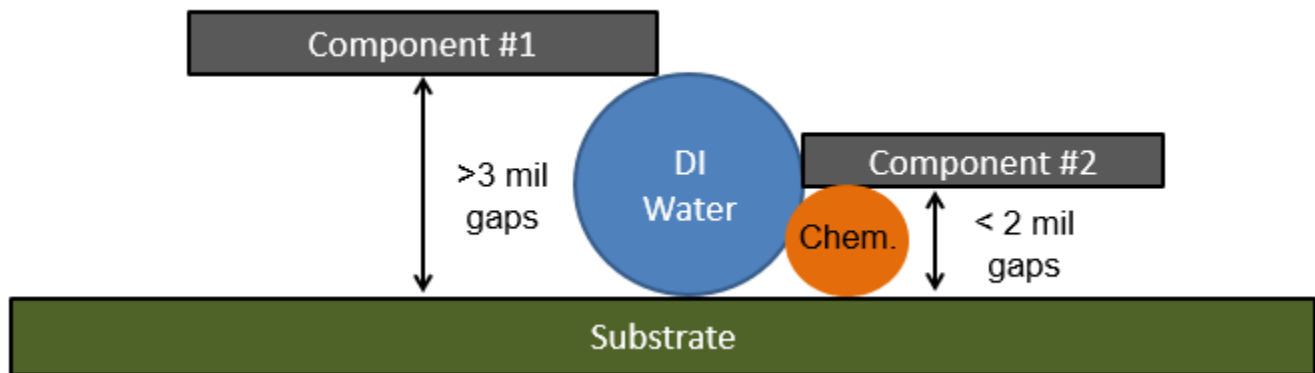 Component #1
>3 mil
gaps
DI
Water
Component #2
Chem.
< 2 mil
gaps
Substrate